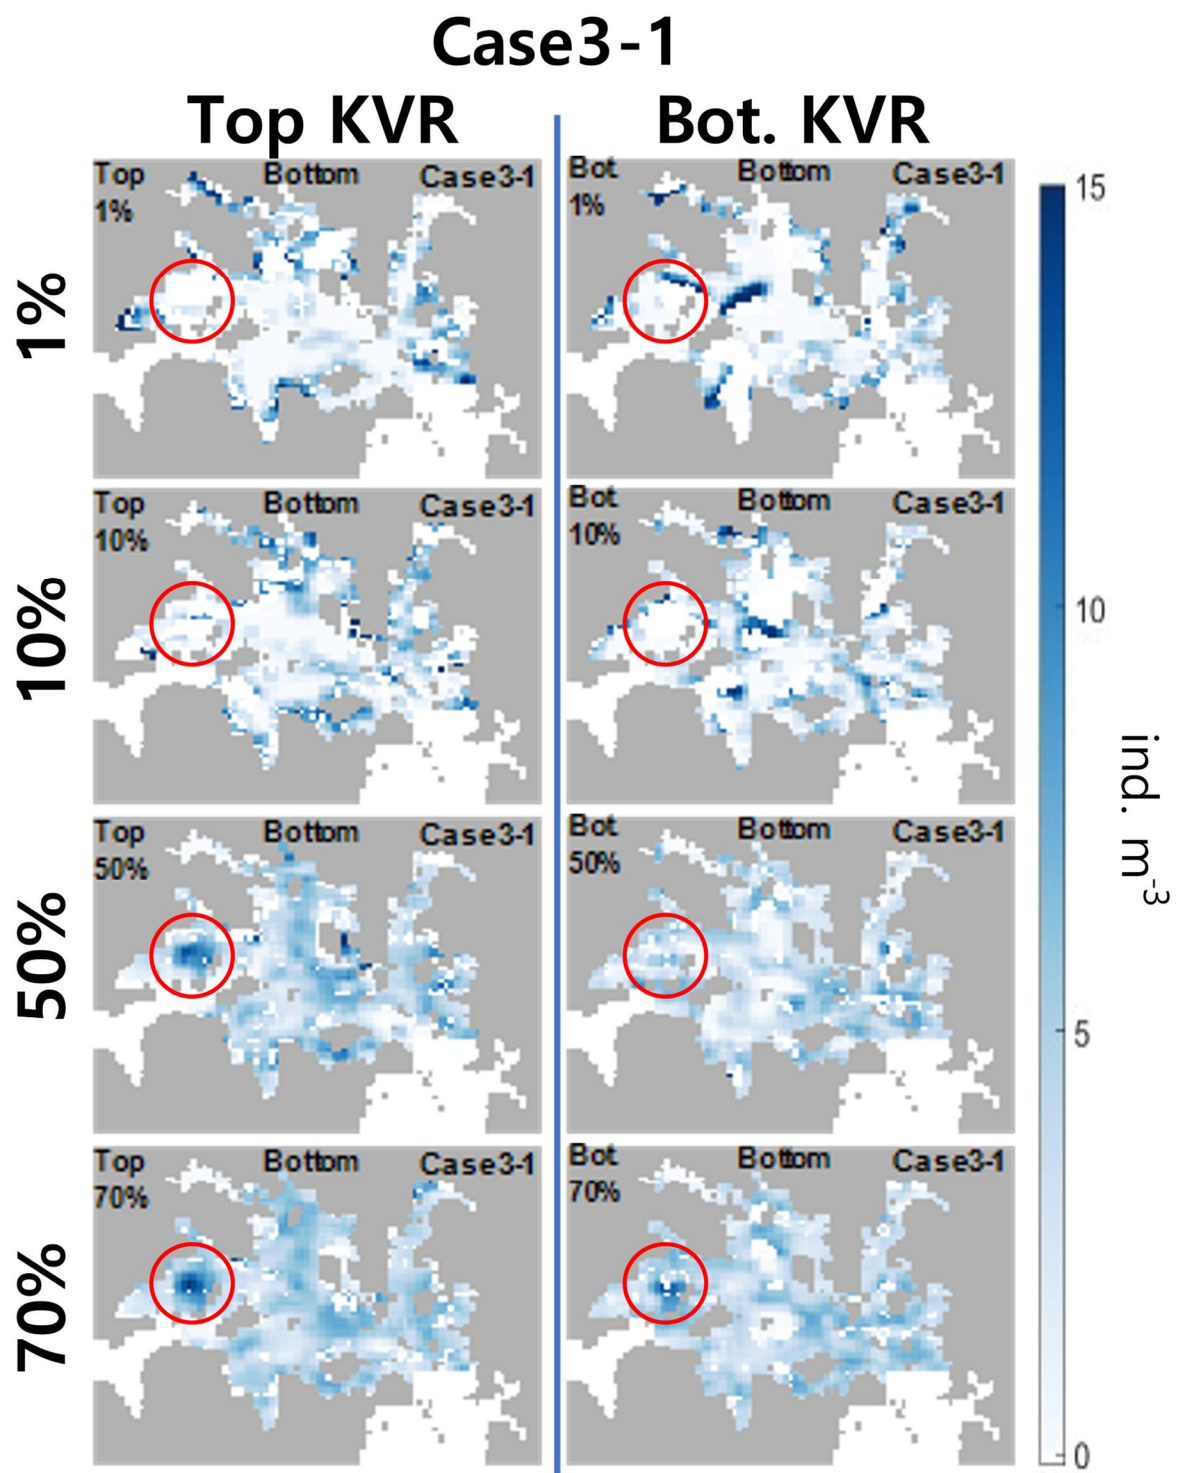 Case3-1
Top KVR
Bot. KVR
1%
Top
1%
Bottom
Case3-1
Bot
1%
Bottom
Case3-1
10%
Top
10%
Bottom
Case3-1
Bot
10%
Bottom
Case3-1
50%
Top
50%
Bottom
Case3-1
Bot
50%
Bottom
Case3-1
70%
Top
70%
Bottom
Case3-1
Bot
70%
Bottom
Case3-1
15
10
5
0
ind. m⁻³